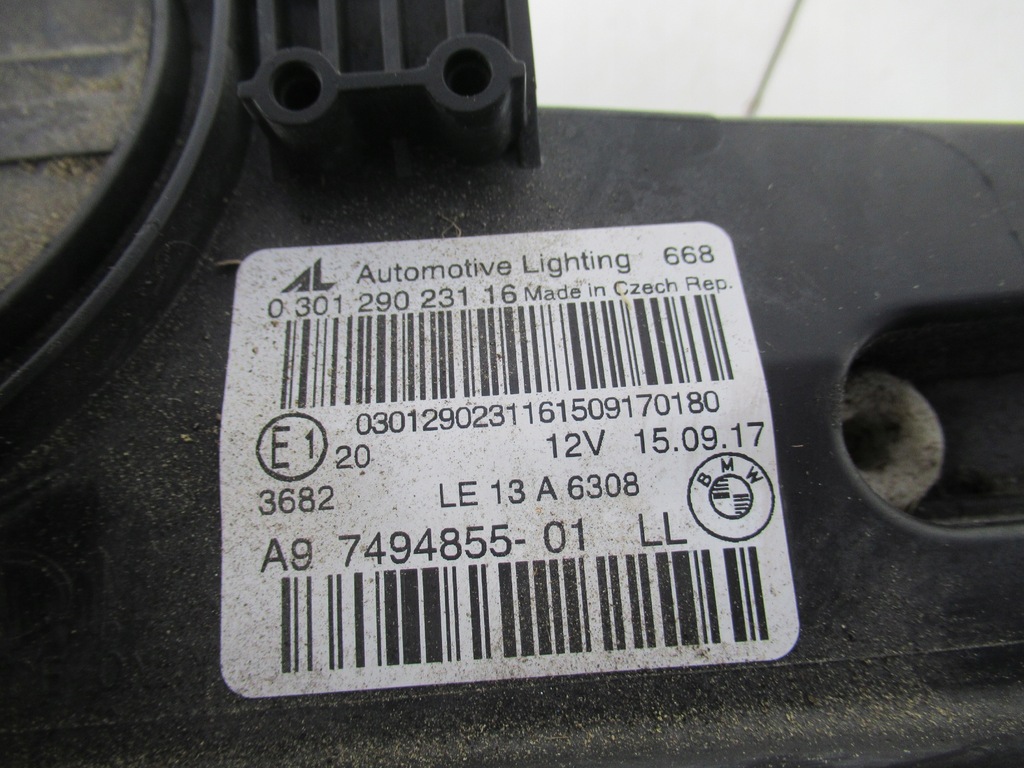 AL Automotive Lighting 668
0 301 290 231 16 Made in Czech Rep.
0301290231161509170180
E1 20 12V 15.09.17
3682 LE 13 A 6308 BMW
A9 7494855-01 LL